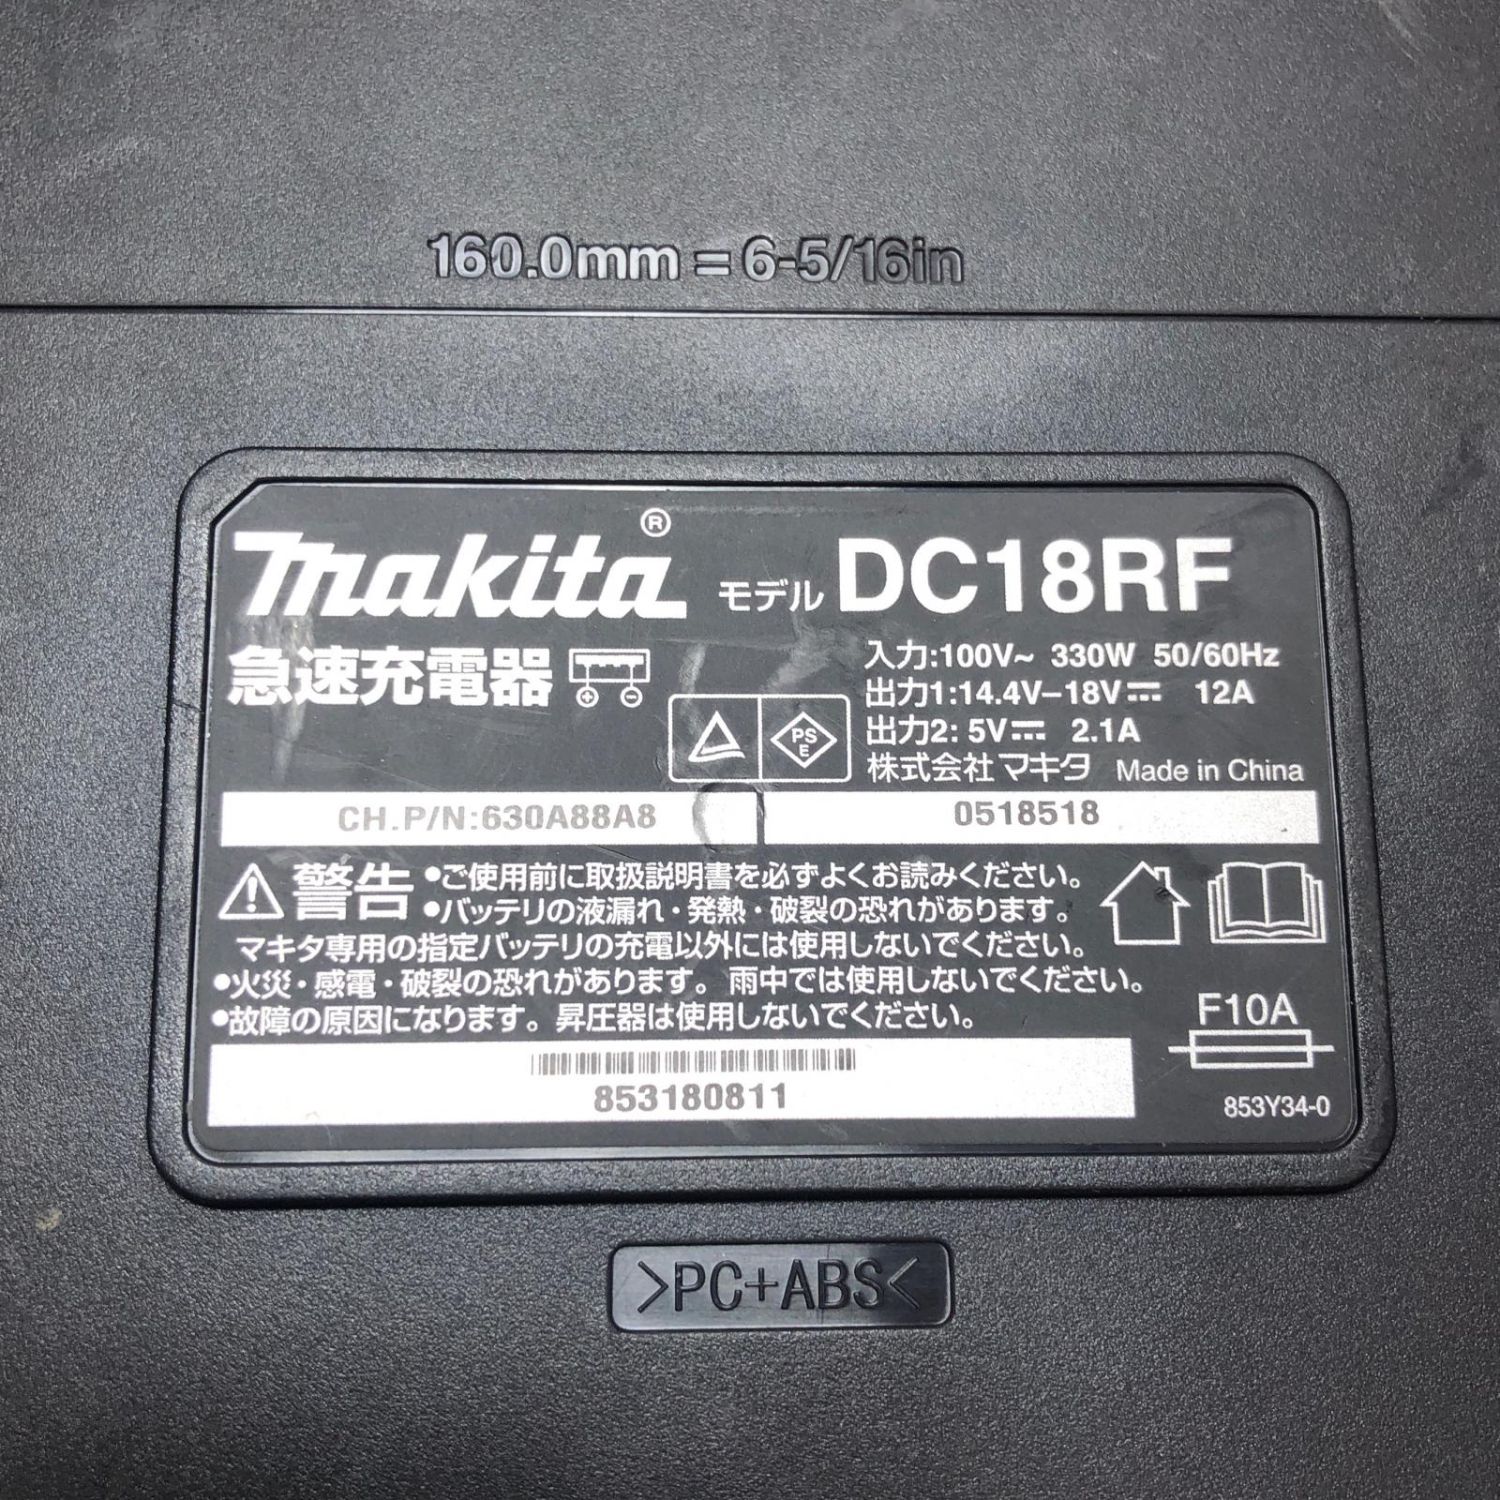 160.0mm = 6-5/16in
makita® モデル DC18RF
急速充電器
入力:100V~ 330W 50/60Hz
出力1:14.4V-18V⎓ 12A
出力2: 5V⎓ 2.1A
株式会社マキタ Made in China
PS
E
CH.P/N:630A88A8
0518518
警告 •ご使用前に取扱説明書を必ずよくお読みください。
•バッテリの液漏れ・発熱・破裂の恐れがあります。
マキタ専用の指定バッテリの充電以外には使用しないでください。
•火災・感電・破裂の恐れがあります。雨中では使用しないでください。
•故障の原因になります。昇圧器は使用しないでください。
F10A
853180811
853Y34-0
>PC+ABS<